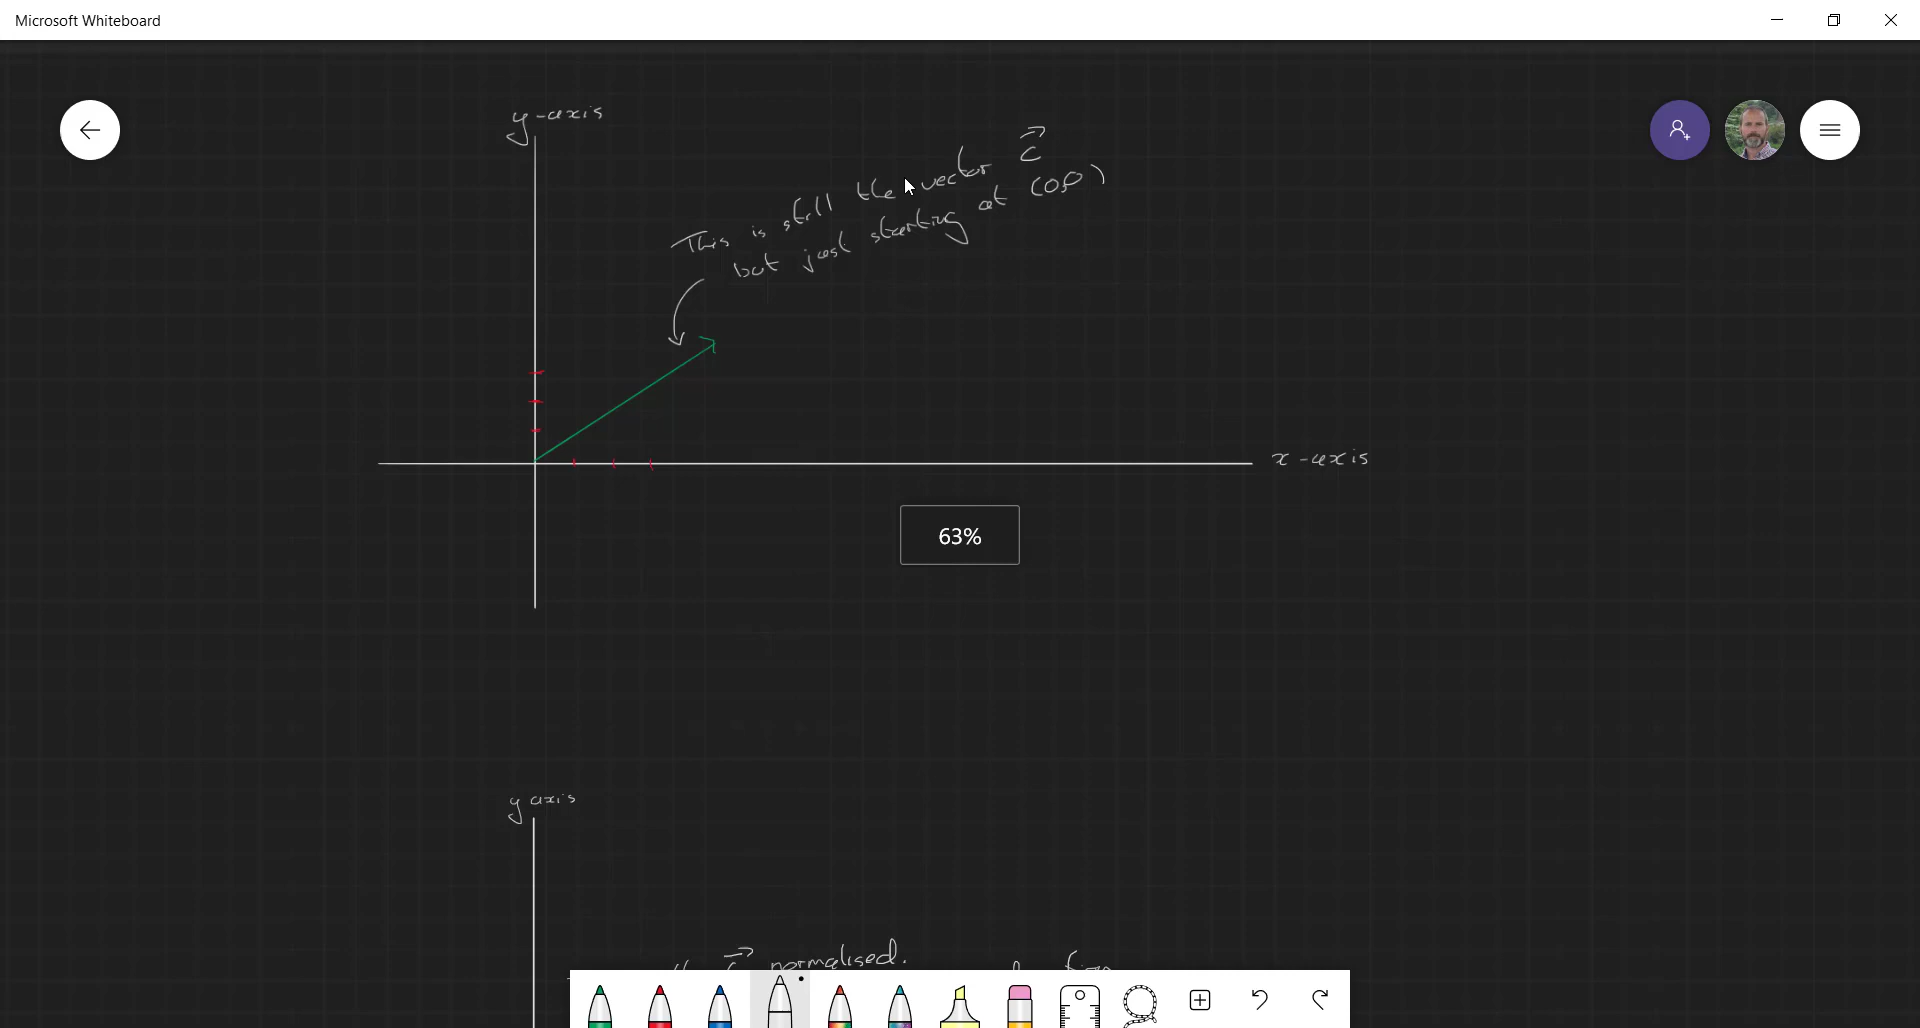 Microsoft Whiteboard
y-axis
This is still the vector c⃗
but just starting at (0,0)
x-axis
63%
y axis
c⃗ normalised.